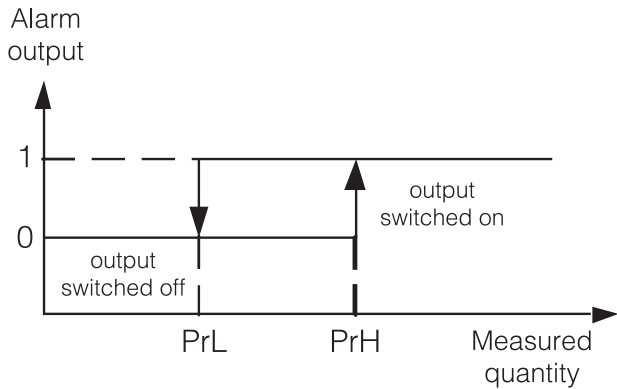 Alarm
output
1
output
switched on
0
output
switched off
PrL
PrH
Measured
quantity